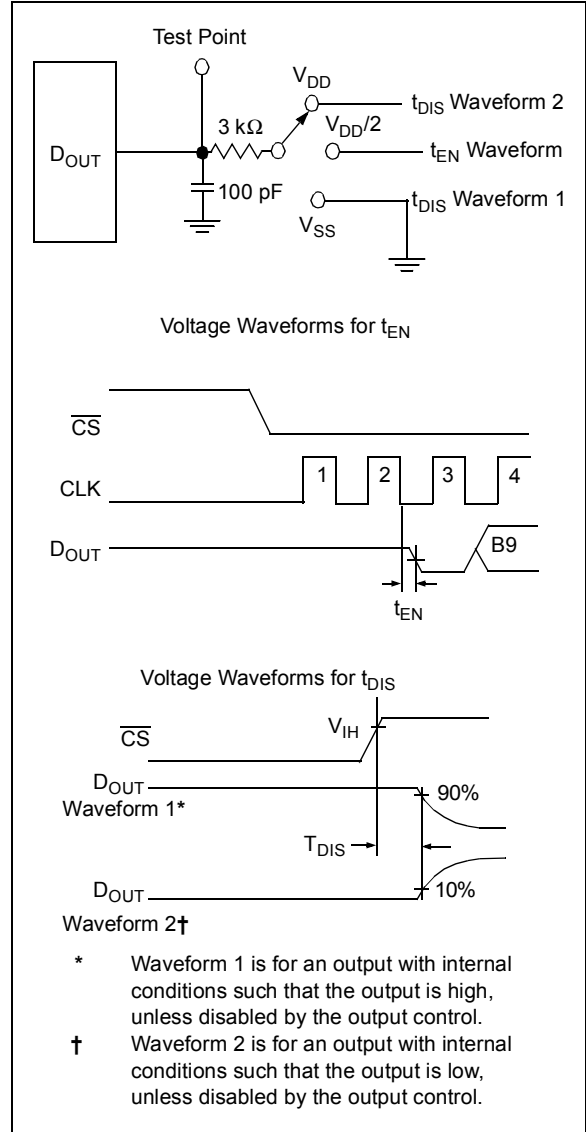 Test Point
V_DD
t_DIS Waveform 2
3 kΩ
V_DD/2
D_OUT
t_EN Waveform
100 pF
t_DIS Waveform 1
V_SS
Voltage Waveforms for t_EN
CS
1 2 3 4
CLK
D_OUT
B9
t_EN
Voltage Waveforms for t_DIS
V_IH
CS
D_OUT
90%
Waveform 1*
T_DIS
D_OUT
10%
Waveform 2†
* Waveform 1 is for an output with internal
conditions such that the output is high,
unless disabled by the output control.
† Waveform 2 is for an output with internal
conditions such that the output is low,
unless disabled by the output control.